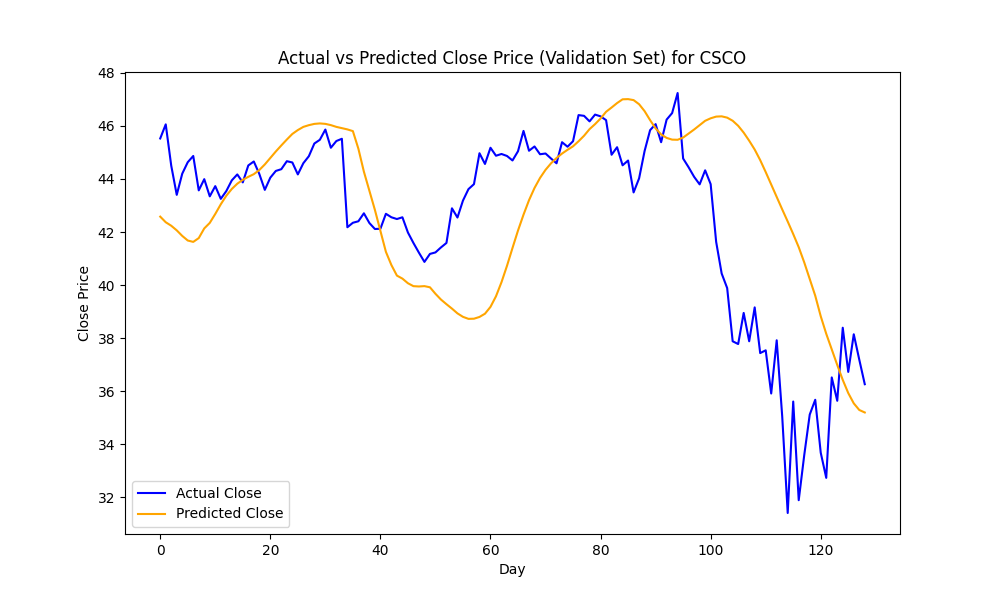 Actual vs Predicted Close Price (Validation Set) for CSCO
Close Price
48
46
44
42
40
38
36
34
32
Actual Close
Predicted Close
0 20 40 60 80 100 120
Day